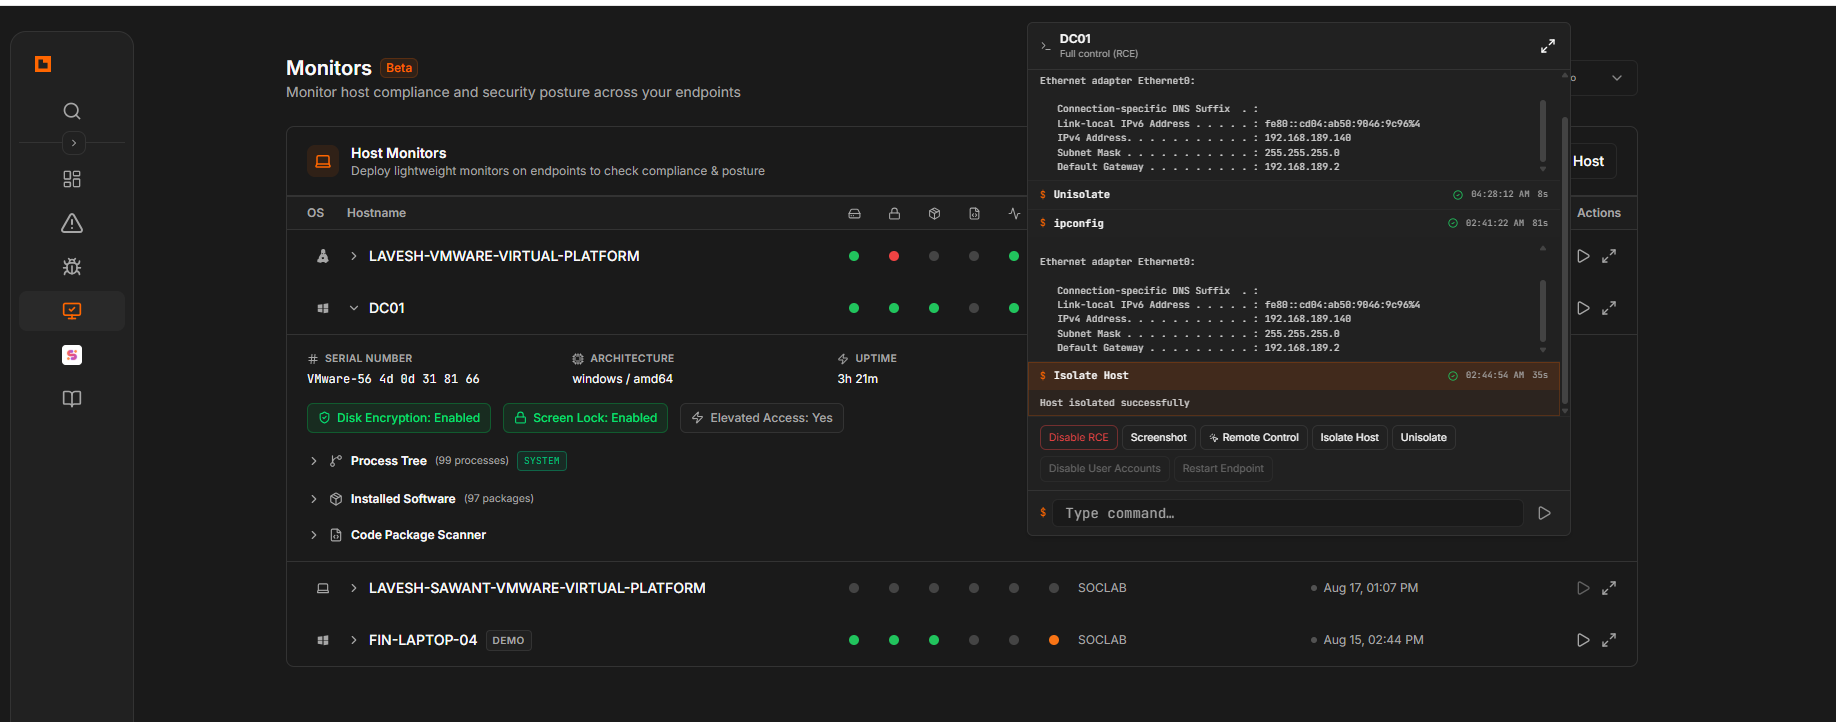 Monitors Beta
Monitor host compliance and security posture across your endpoints
Host Monitors
Deploy lightweight monitors on endpoints to check compliance & posture
Host
OS Hostname Actions
LAVESH-VMWARE-VIRTUAL-PLATFORM
DC01
# SERIAL NUMBER ARCHITECTURE UPTIME
VMware-56 4d 0d 31 81 66 windows / amd64 3h 21m
Disk Encryption: Enabled Screen Lock: Enabled Elevated Access: Yes
Process Tree (99 processes) SYSTEM
Installed Software (97 packages)
Code Package Scanner
LAVESH-SAWANT-VMWARE-VIRTUAL-PLATFORM SOCLAB Aug 17, 01:07 PM
FIN-LAPTOP-04 DEMO SOCLAB Aug 15, 02:44 PM
>_ DC01
Full control (RCE)
Ethernet adapter Ethernet0:
Connection-specific DNS Suffix . :
Link-local IPv6 Address . . . . . : fe80::cd04:ab50:9046:9c96%4
IPv4 Address. . . . . . . . . . . : 192.168.189.140
Subnet Mask . . . . . . . . . . . : 255.255.255.0
Default Gateway . . . . . . . . . : 192.168.189.2
$ Unisolate 04:28:12 AM 8s
$ ipconfig 02:41:22 AM 81s
Ethernet adapter Ethernet0:
Connection-specific DNS Suffix . :
Link-local IPv6 Address . . . . . : fe80::cd04:ab50:9046:9c96%4
IPv4 Address. . . . . . . . . . . : 192.168.189.140
Subnet Mask . . . . . . . . . . . : 255.255.255.0
Default Gateway . . . . . . . . . : 192.168.189.2
$ Isolate Host 02:44:54 AM 35s
Host isolated successfully
Disable RCE Screenshot Remote Control Isolate Host Unisolate
Disable User Accounts Restart Endpoint
$ Type command…